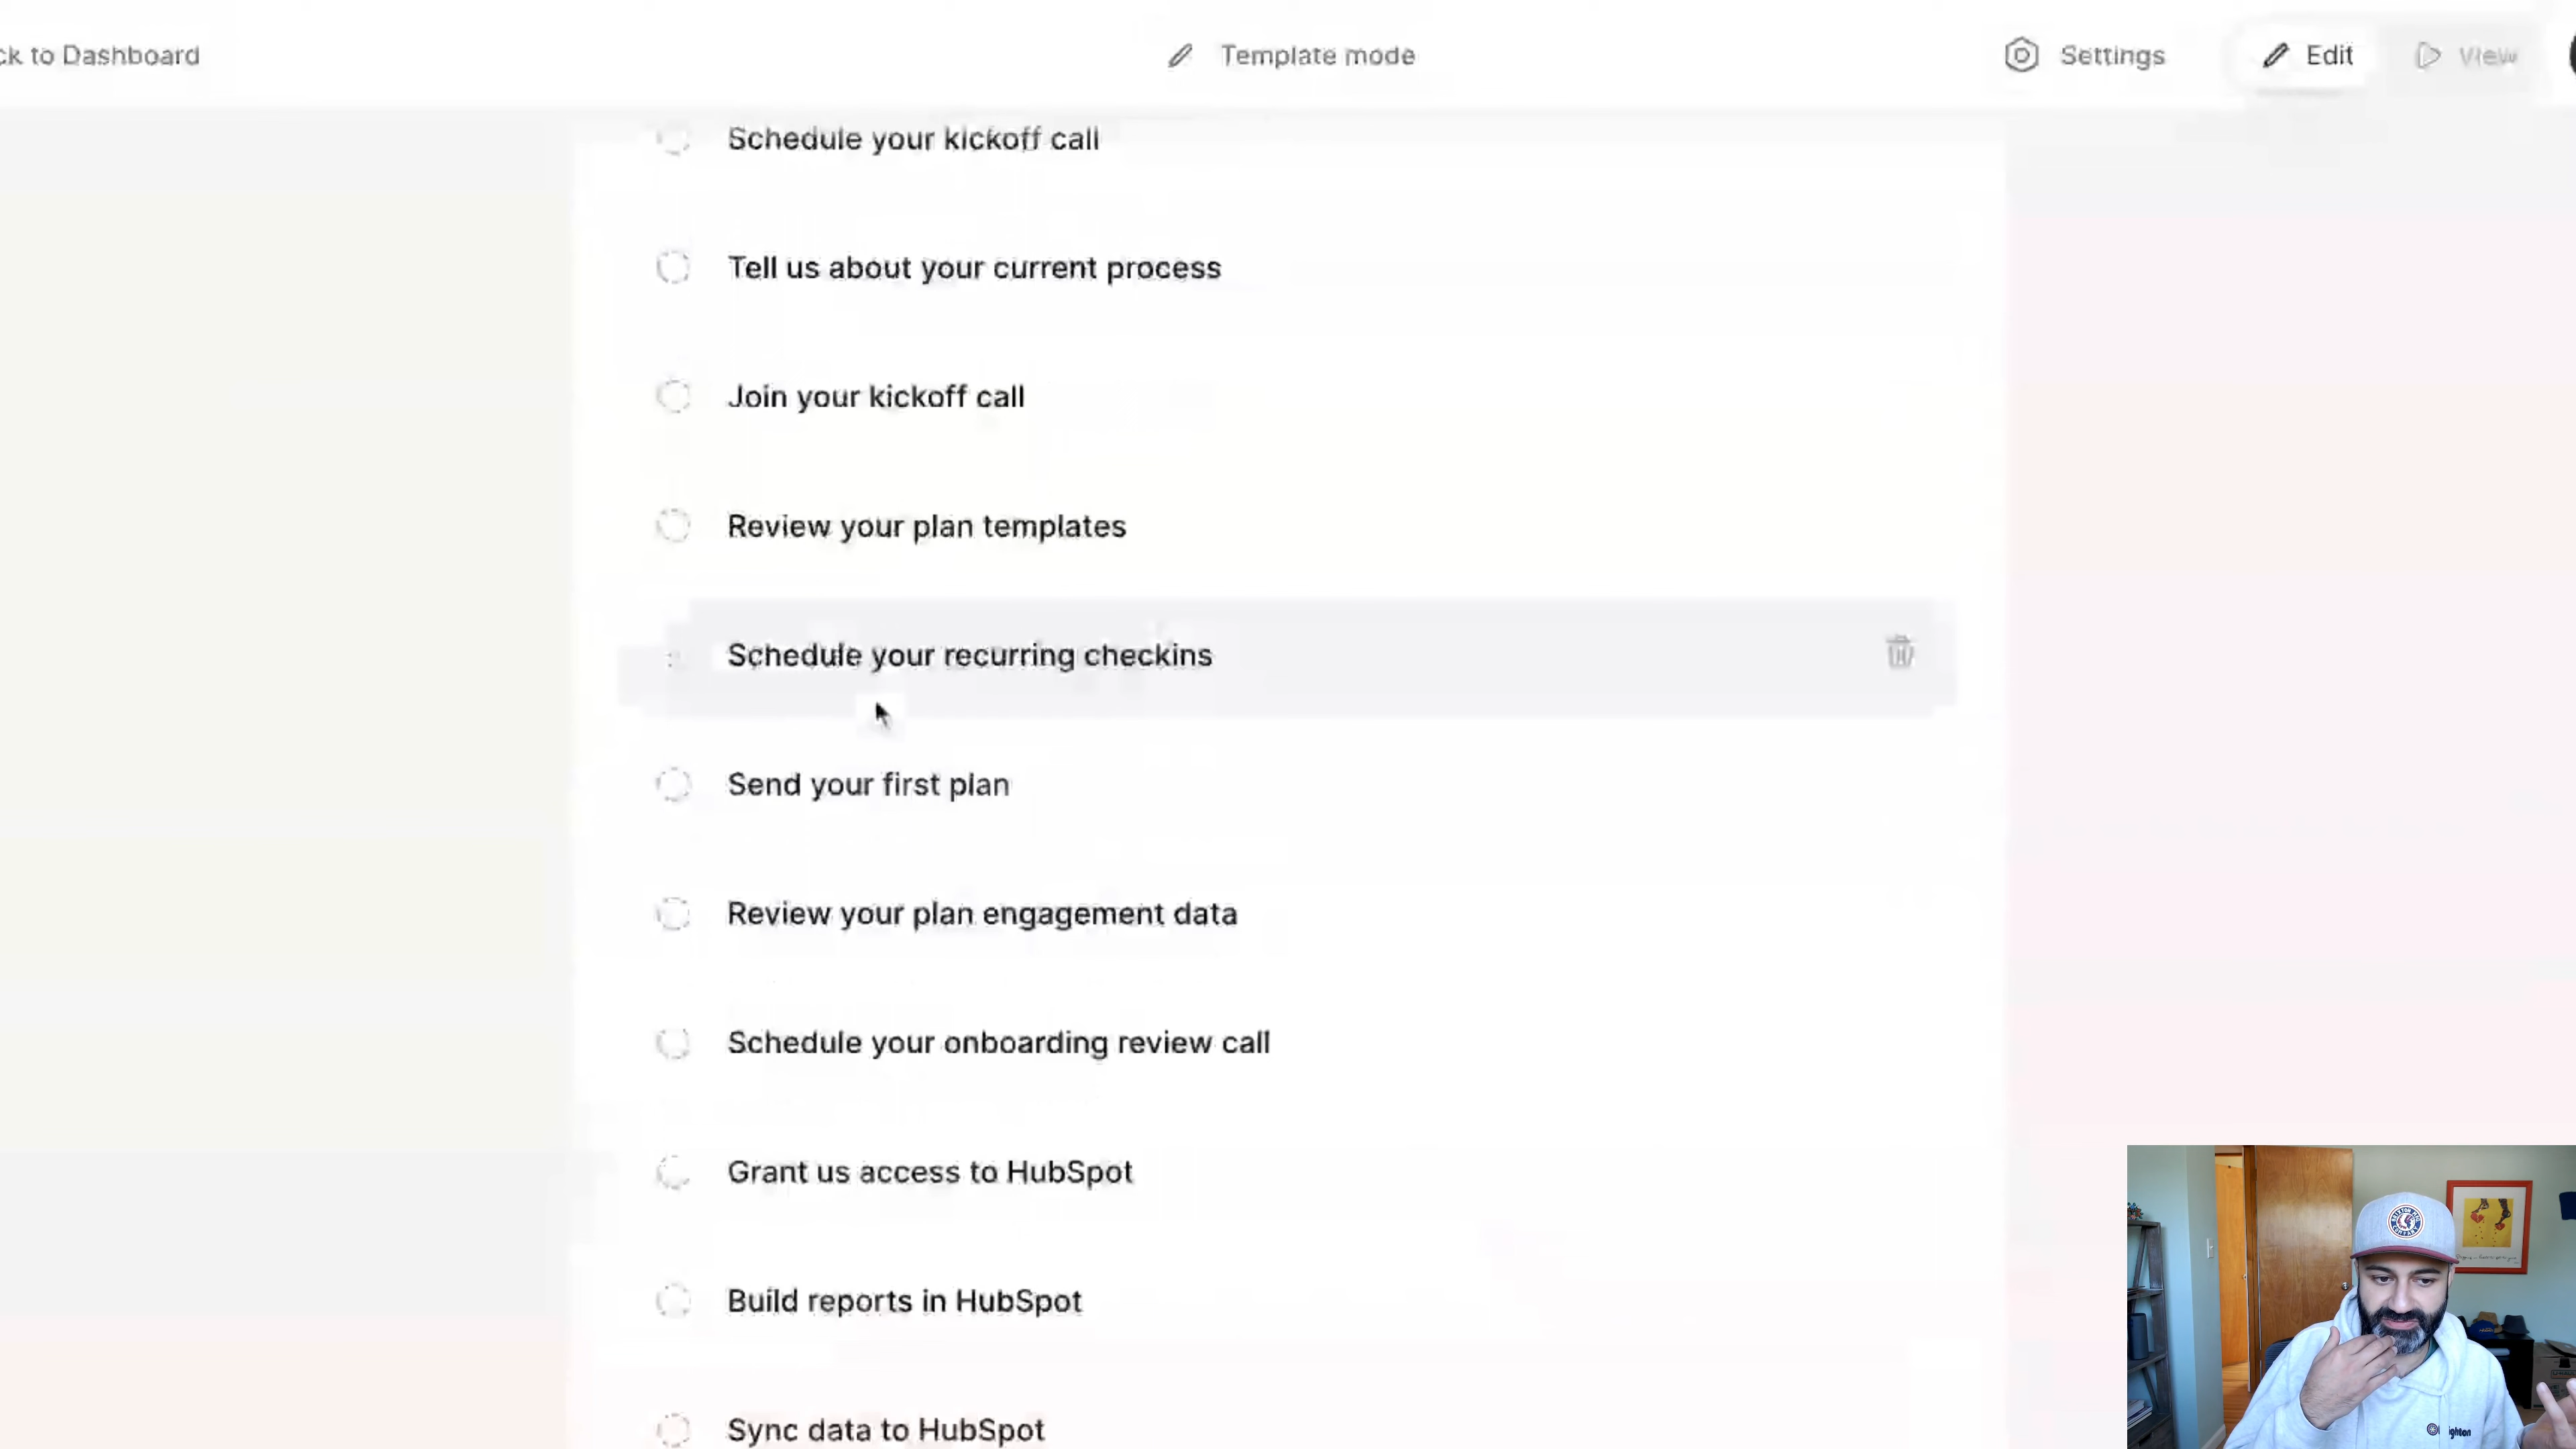 to Dashboard
Template mode
Settings
Edit
View
Schedule your kickoff call
Tell us about your current process
Join your kickoff call
Review your plan templates
Schedule your recurring checkins
Send your first plan
Review your plan engagement data
Schedule your onboarding review call
Grant us access to HubSpot
Build reports in HubSpot
Sync data to HubSpot